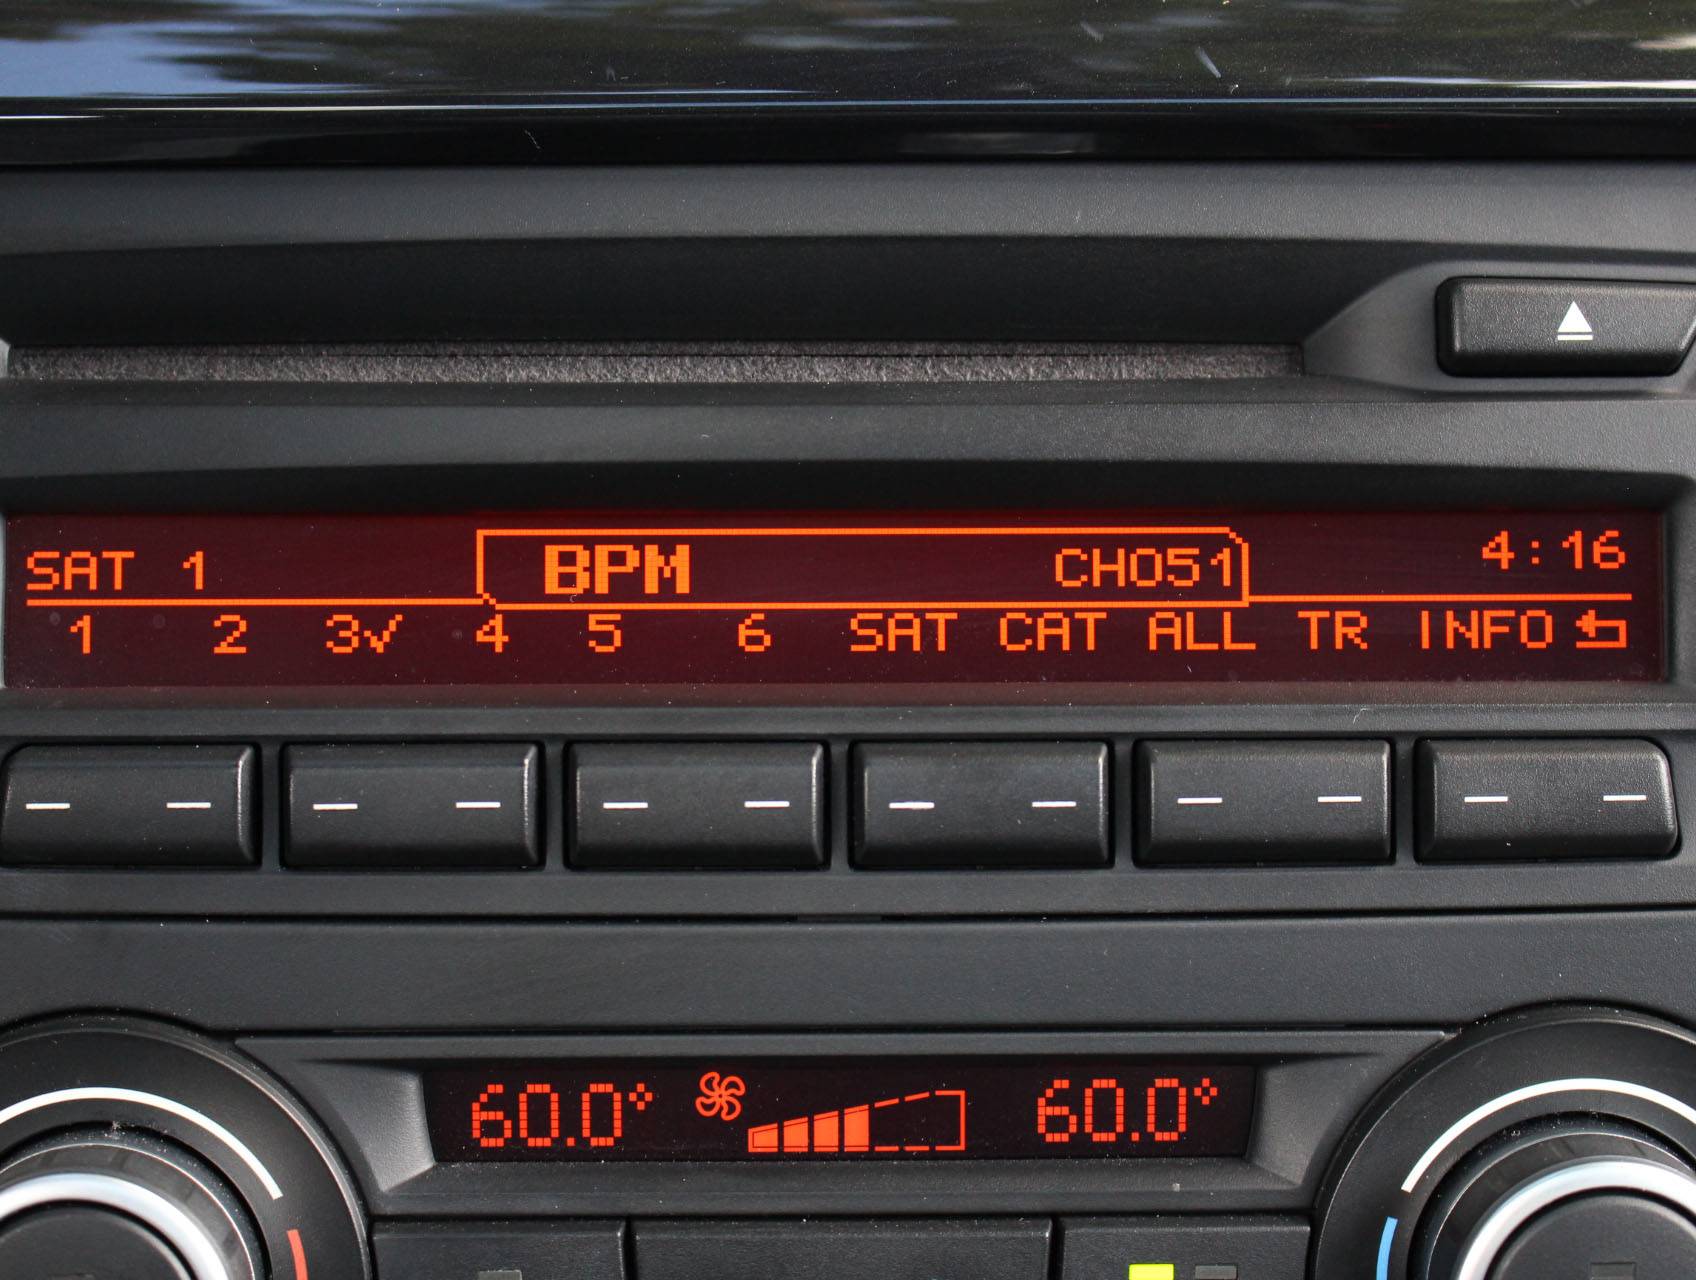 SAT 1 BPM CH051 4:16
1 2 3✓ 4 5 6 SAT CAT ALL TR INFO
60.0° 60.0°